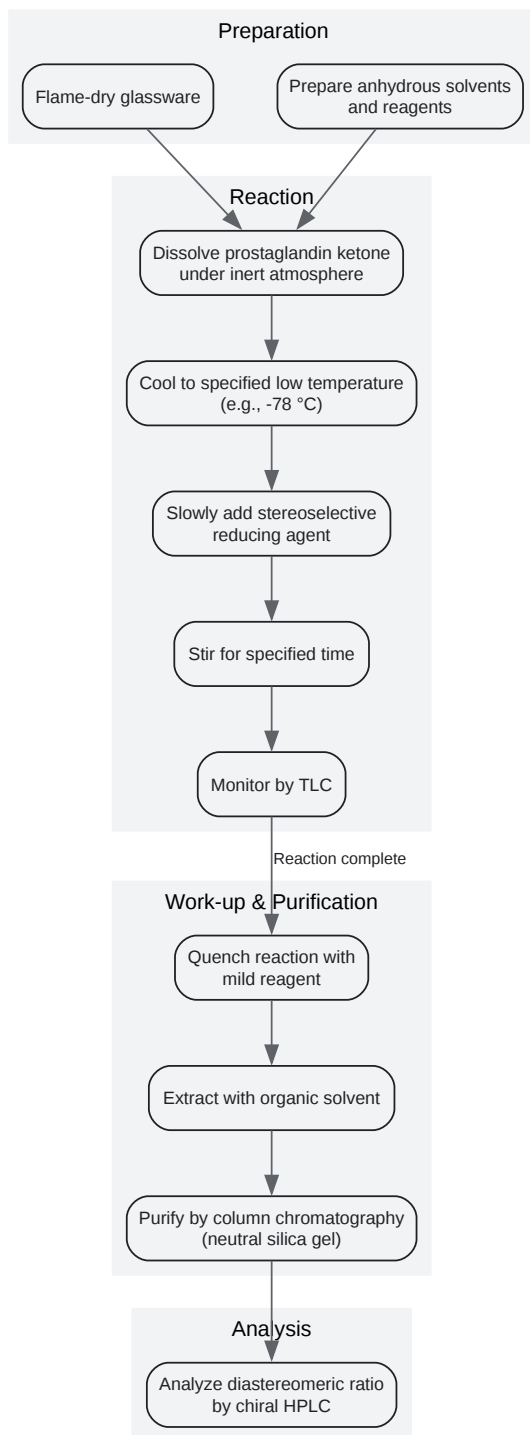 Preparation
Flame-dry glassware
Prepare anhydrous solvents
and reagents
Reaction
Dissolve prostaglandin ketone
under inert atmosphere
Cool to specified low temperature
(e.g., -78 °C)
Slowly add stereoselective
reducing agent
Stir for specified time
Monitor by TLC
Reaction complete
Work-up & Purification
Quench reaction with
mild reagent
Extract with organic solvent
Purify by column chromatography
(neutral silica gel)
Analysis
Analyze diastereomeric ratio
by chiral HPLC